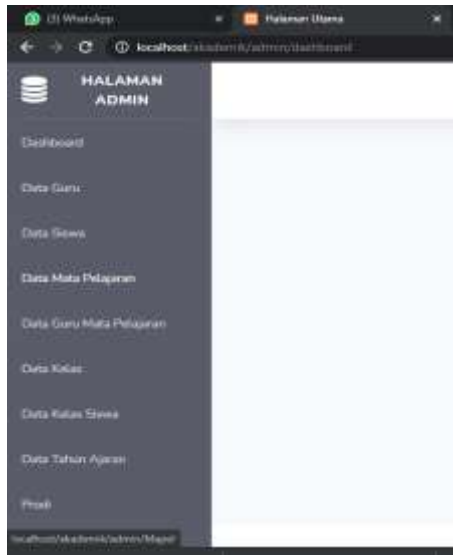 (3) WhatsApp
Halaman Utama
localhost/akademik/admin/dashboard
HALAMAN
ADMIN
Dashboard
Data Guru
Data Siswa
Data Mata Pelajaran
Data Guru Mata Pelajaran
Data Kelas
Data Kelas Siswa
Data Tahun Ajaran
localhost/akademik/admin/Mapel